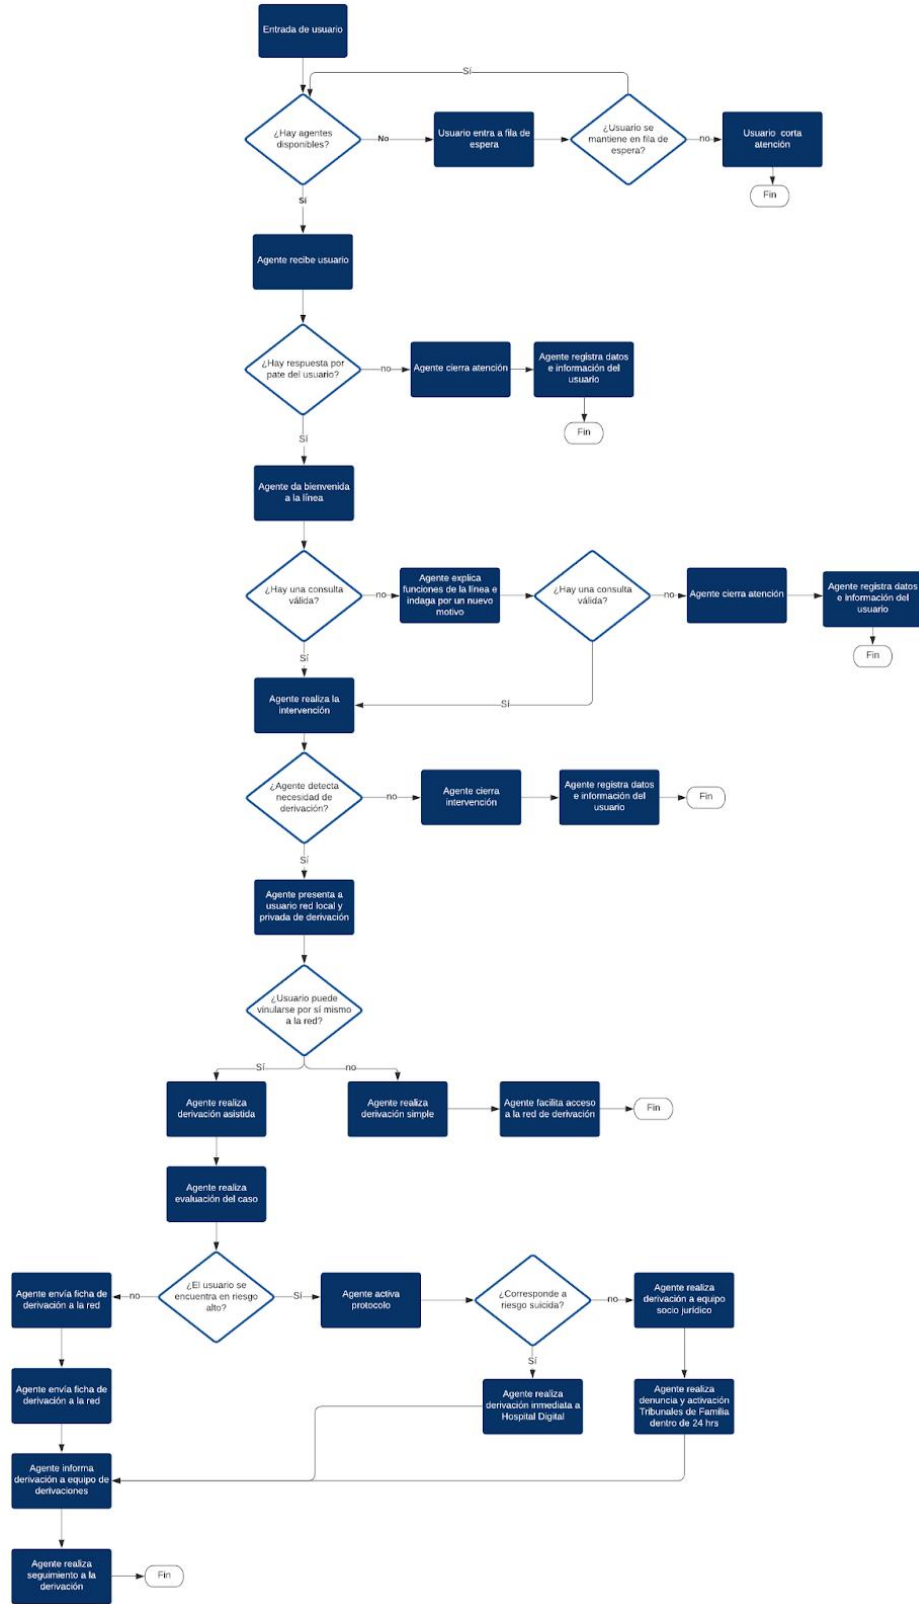 Entrada de usuario
Sí
¿Hay agentes
disponibles?
No
Usuario entra a fila de
espera
¿Usuario se
mantiene en fila de
espera?
no
Usuario corta
atención
Fin
Sí
Agente recibe usuario
¿Hay respuesta por
pate del usuario?
no
Agente cierra atención
Agente registra datos
e información del
usuario
Fin
Sí
Agente da bienvenida
a la línea
¿Hay una consulta
válida?
no
Agente explica
funciones de la línea e
indaga por un nuevo
motivo
¿Hay una consulta
válida?
no
Agente cierra atención
Agente registra datos
e información del
usuario
Fin
Sí
Sí
Agente realiza la
intervención
¿Agente detecta
necesidad de
derivación?
no
Agente cierra
intervención
Agente registra datos
e información del
usuario
Fin
Sí
Agente presenta a
usuario red local y
privada de derivación
¿Usuario puede
vinularse por sí mismo
a la red?
Sí
no
Agente realiza
derivación asistida
Agente realiza
derivación simple
Agente facilita acceso
a la red de derivación
Fin
Agente realiza
evaluación del caso
¿El usuario se
encuentra en riesgo
alto?
no
Agente envía ficha de
derivación a la red
Sí
Agente activa
protocolo
¿Corresponde a
riesgo suicida?
no
Agente realiza
derivación a equipo
socio jurídico
Sí
Agente envía ficha de
derivación a la red
Agente realiza
derivación inmediata a
Hospital Digital
Agente realiza
denuncia y activación
Tribunales de Familia
dentro de 24 hrs
Agente informa
derivación a equipo de
derivaciones
Agente realiza
seguimiento a la
derivación
Fin